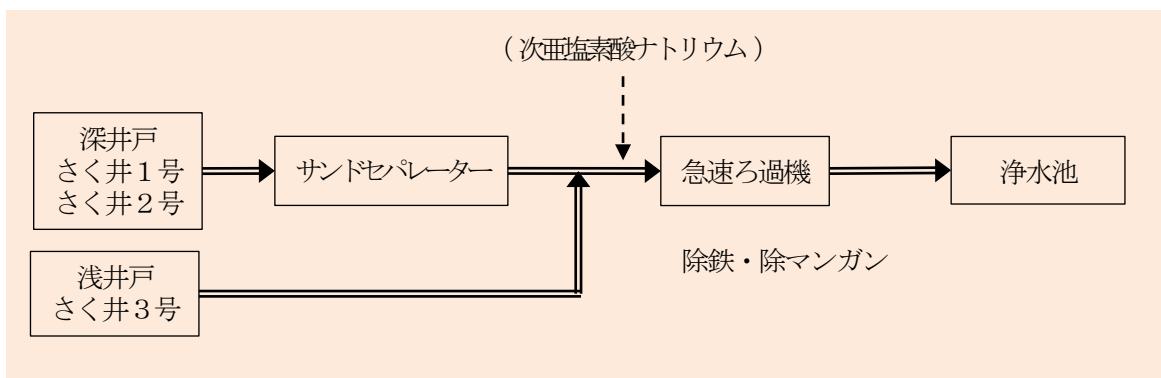 （次亜塩素酸ナトリウム）
深井戸
さく井１号
さく井２号
サンドセパレーター
急速ろ過機
浄水池
除鉄・除マンガン
浅井戸
さく井３号